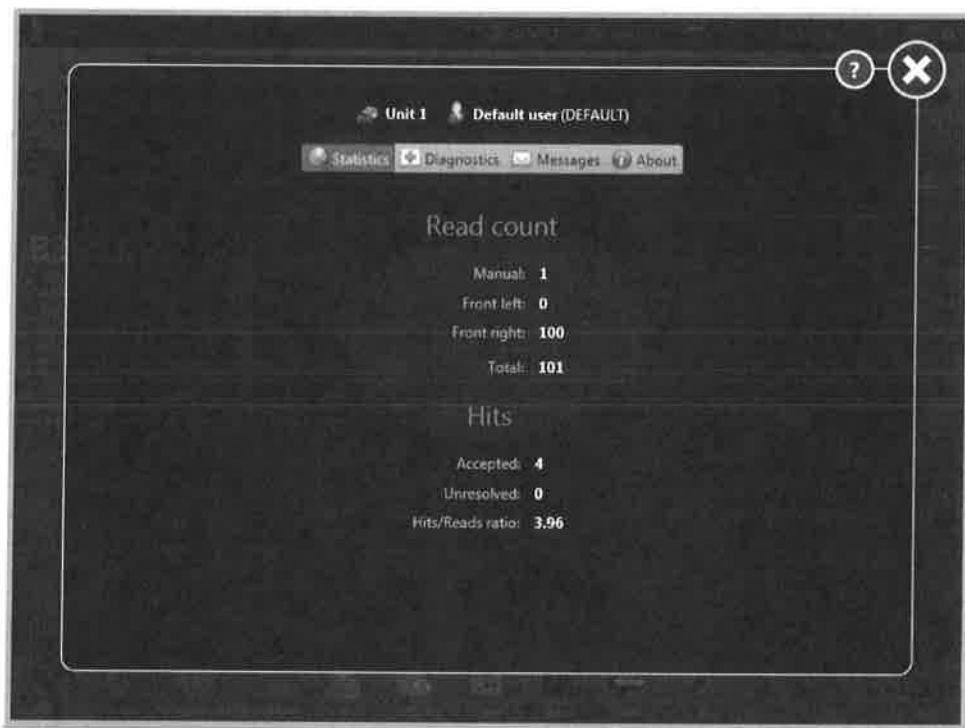 ?
Unit 1 Default user (DEFAULT)
Statistics Diagnostics Messages About
Read count
Manual: 1
Front left: 0
Front right: 100
Total: 101
Hits
Accepted: 4
Unresolved: 0
Hits/Reads ratio: 3.96